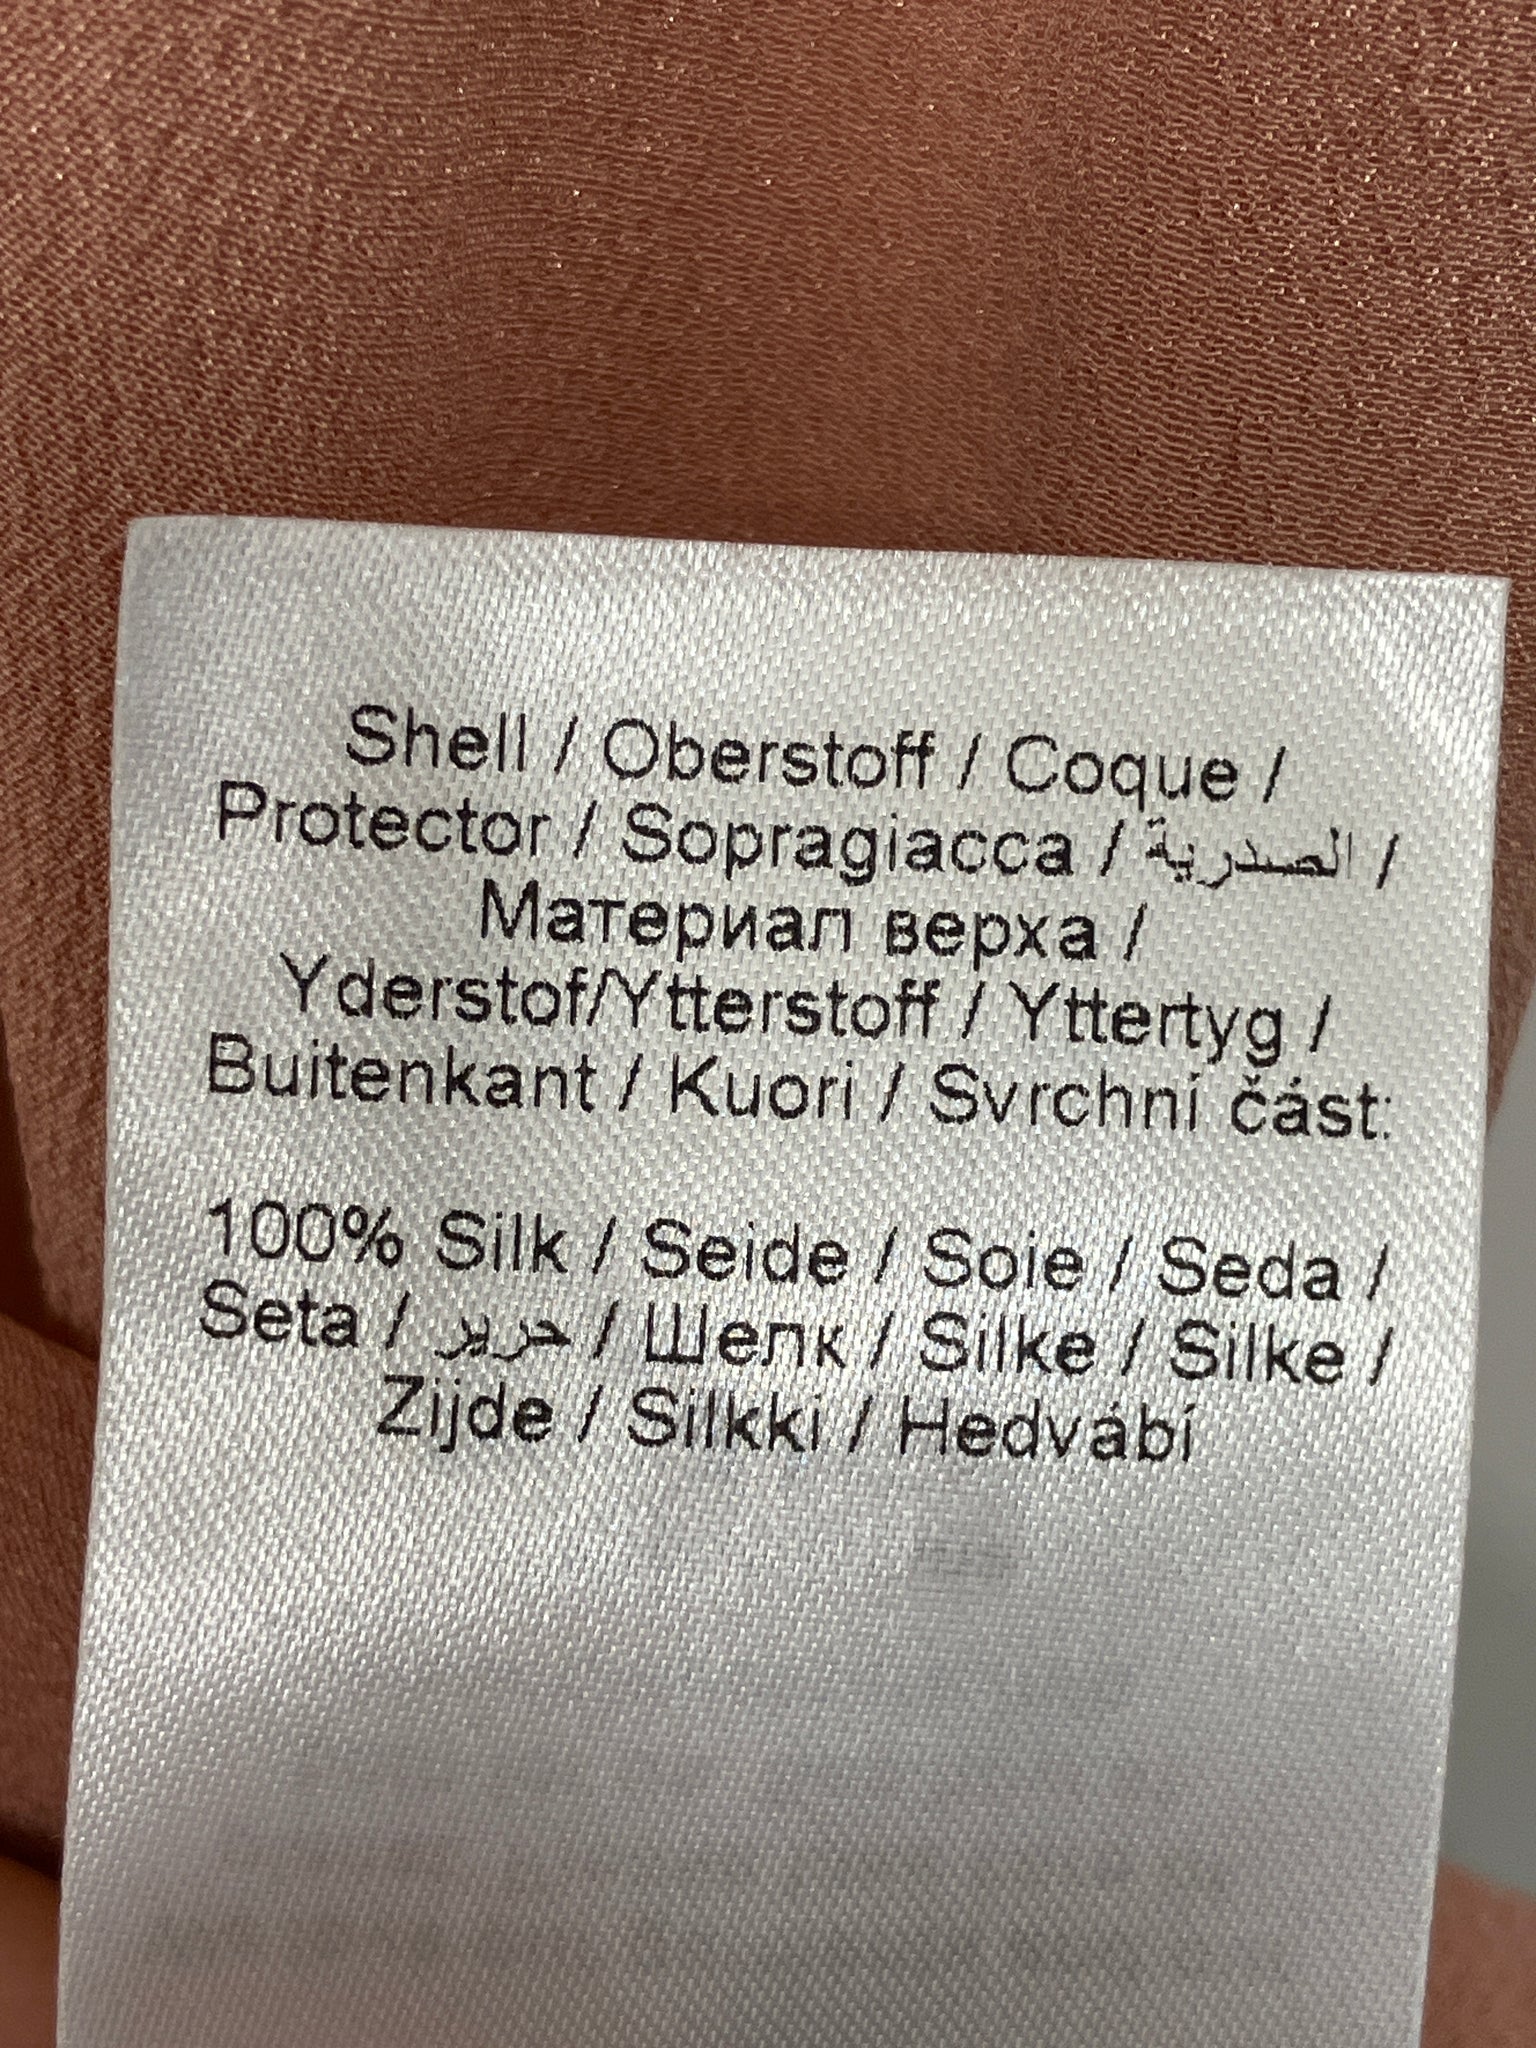 Shell / Oberstoff / Coque /
Protector / Sopragiacca / الصدرية /
Материал верха /
Yderstof/Ytterstoff / Yttertyg /
Buitenkant / Kuori / Svrchní část:
100% Silk / Seide / Soie / Seda /
Seta / حرير / Шелк / Silke / Silke /
Zijde / Silkki / Hedvábí